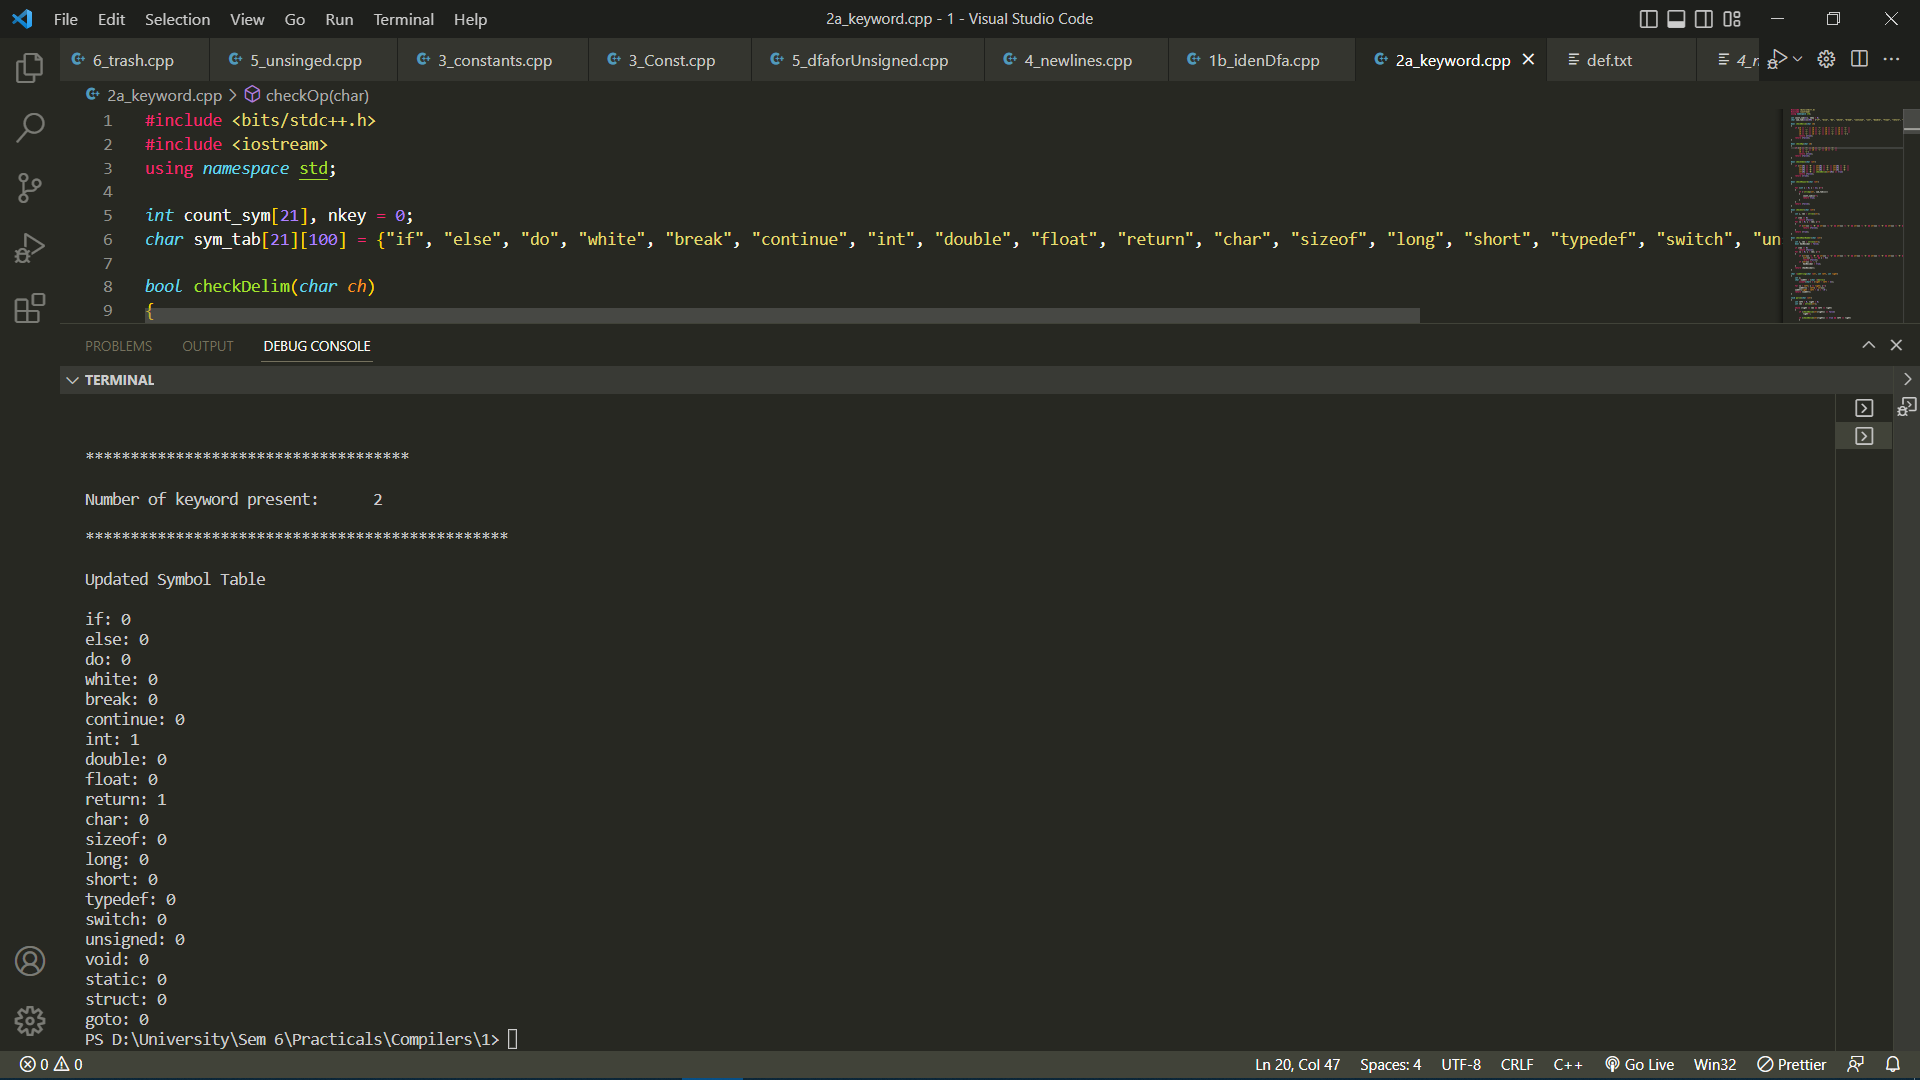 File Edit Selection View Go Run Terminal Help
2a_keyword.cpp - 1 - Visual Studio Code
6_trash.cpp 5_unsinged.cpp 3_constants.cpp 3_Const.cpp 5_dfaforUnsigned.cpp 4_newlines.cpp 1b_idenDfa.cpp 2a_keyword.cpp def.txt
2a_keyword.cpp > checkOp(char)
1 #include <bits/stdc++.h>
2 #include <iostream>
3 using namespace std;
4
5 int count_sym[21], nkey = 0;
6 char sym_tab[21][100] = {"if", "else", "do", "white", "break", "continue", "int", "double", "float", "return", "char", "sizeof", "long", "short", "typedef", "switch", "un
7
8 bool checkDelim(char ch)
9 {
PROBLEMS OUTPUT DEBUG CONSOLE
TERMINAL
************************************
Number of keyword present: 2
***********************************************
Updated Symbol Table
if: 0
else: 0
do: 0
white: 0
break: 0
continue: 0
int: 1
double: 0
float: 0
return: 1
char: 0
sizeof: 0
long: 0
short: 0
typedef: 0
switch: 0
unsigned: 0
void: 0
static: 0
struct: 0
goto: 0
PS D:\University\Sem 6\Practicals\Compilers\1>
0 0 Ln 20, Col 47 Spaces: 4 UTF-8 CRLF C++ Go Live Win32 Prettier